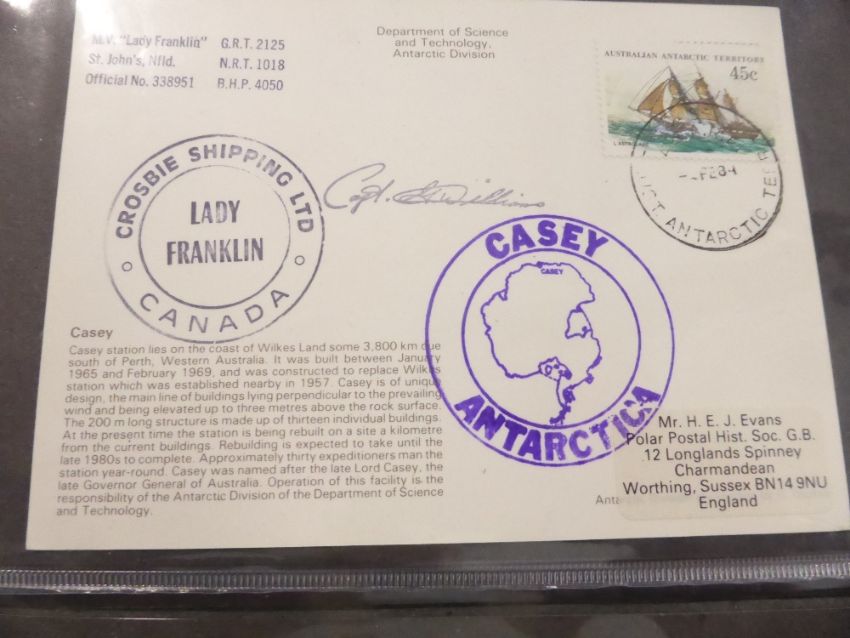 M.V. "Lady Franklin" G.R.T. 2125
St. John's, Nfld. N.R.T. 1018
Official No. 338951 B.H.P. 4050
Department of Science
and Technology,
Antarctic Division
AUSTRALIAN ANTARCTIC TERRITORY
45c
L'ASTROLABE
FEB84
ANTARCTIC TERR
CROSBIE SHIPPING LTD
LADY
FRANKLIN
CANADA
Capt. Williams
CASEY
CASEY
ANTARCTICA
Casey
Casey station lies on the coast of Wilkes Land some 3,800 km due
south of Perth, Western Australia. It was built between January
1965 and February 1969, and was constructed to replace Wilkes
station which was established nearby in 1957. Casey is of unique
design, the main line of buildings lying perpendicular to the prevailing
wind and being elevated up to three metres above the rock surface.
The 200 m long structure is made up of thirteen individual buildings.
At the present time the station is being rebuilt on a site a kilometre
from the current buildings. Rebuilding is expected to take until the
late 1980s to complete. Approximately thirty expeditioners man the
station year-round. Casey was named after the late Lord Casey, the
late Governor General of Australia. Operation of this facility is the
responsibility of the Antarctic Division of the Department of Science
and Technology.
Mr. H. E. J. Evans
Polar Postal Hist. Soc. G.B.
12 Longlands Spinney
Charmandean
Worthing, Sussex BN14 9NU
England
Anta